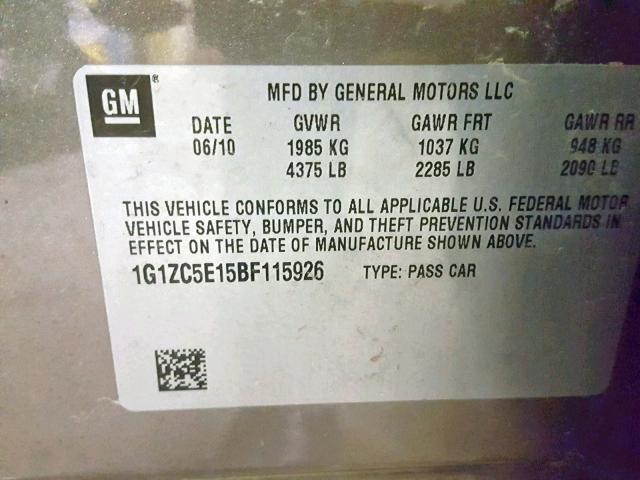 GM®
MFD BY GENERAL MOTORS LLC
DATE GVWR GAWR FRT GAWR RR
06/10 1985 KG 1037 KG 948 KG
4375 LB 2285 LB 2090 LB
THIS VEHICLE CONFORMS TO ALL APPLICABLE U.S. FEDERAL MOTOR
VEHICLE SAFETY, BUMPER, AND THEFT PREVENTION STANDARDS IN
EFFECT ON THE DATE OF MANUFACTURE SHOWN ABOVE.
1G1ZC5E15BF115926 TYPE: PASS CAR